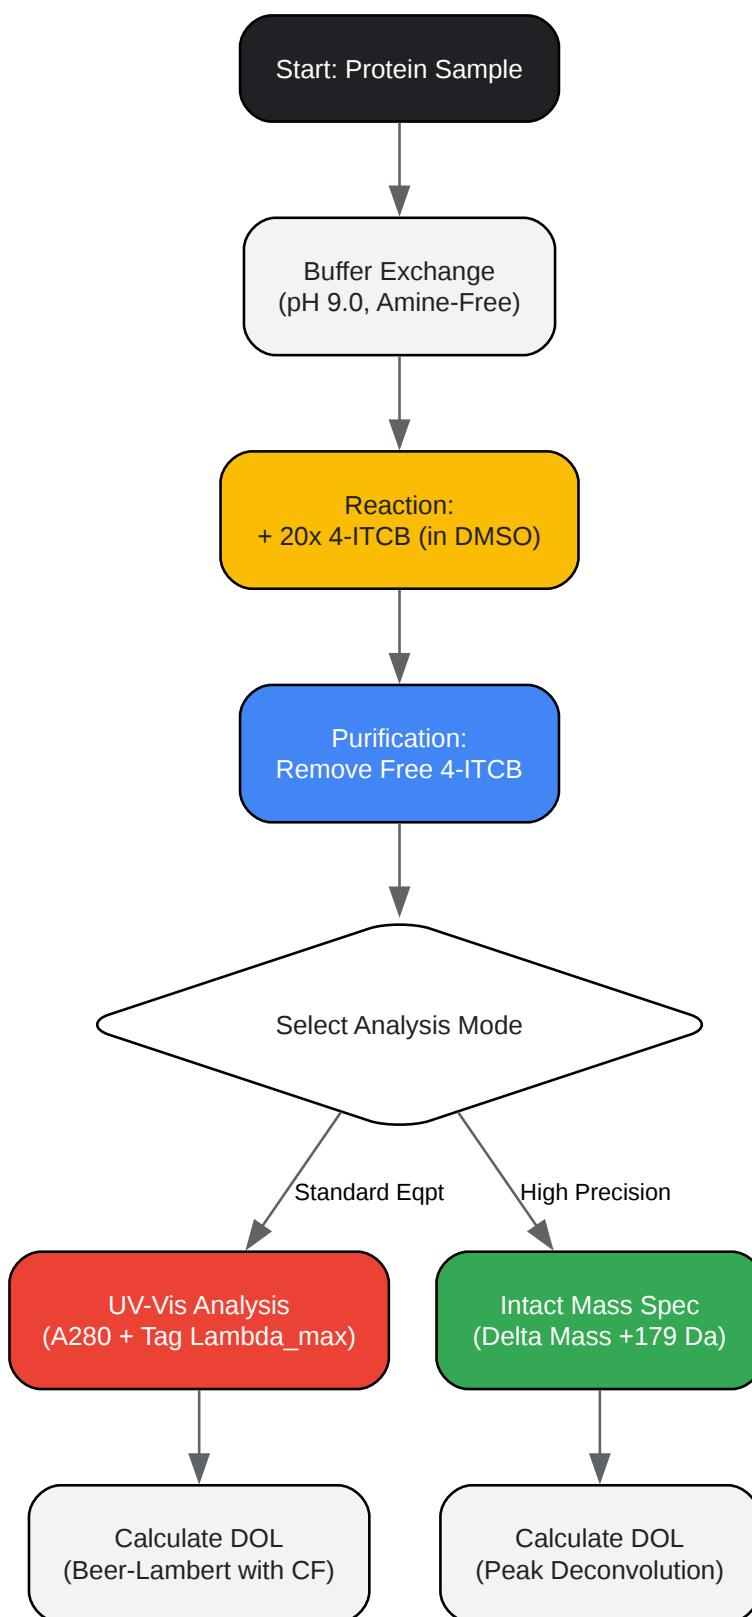 Start: Protein Sample
Buffer Exchange
(pH 9.0, Amine-Free)
Reaction:
+ 20x 4-ITCB (in DMSO)
Purification:
Remove Free 4-ITCB
Select Analysis Mode
Standard Eqpt
High Precision
UV-Vis Analysis
(A280 + Tag Lambda_max)
Intact Mass Spec
(Delta Mass +179 Da)
Calculate DOL
(Beer-Lambert with CF)
Calculate DOL
(Peak Deconvolution)